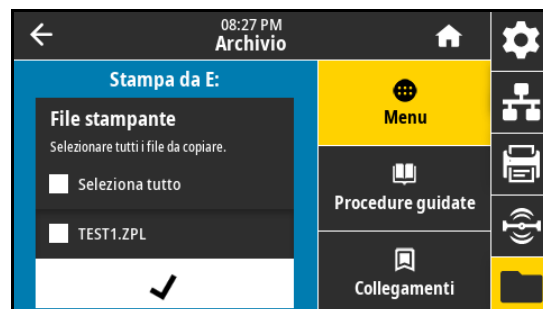 08:27 PM
Archivio
Stampa da E:
File stampante
Selezionare tutti i file da copiare.
Seleziona tutto
TEST1.ZPL
Menu
Procedure guidate
Collegamenti